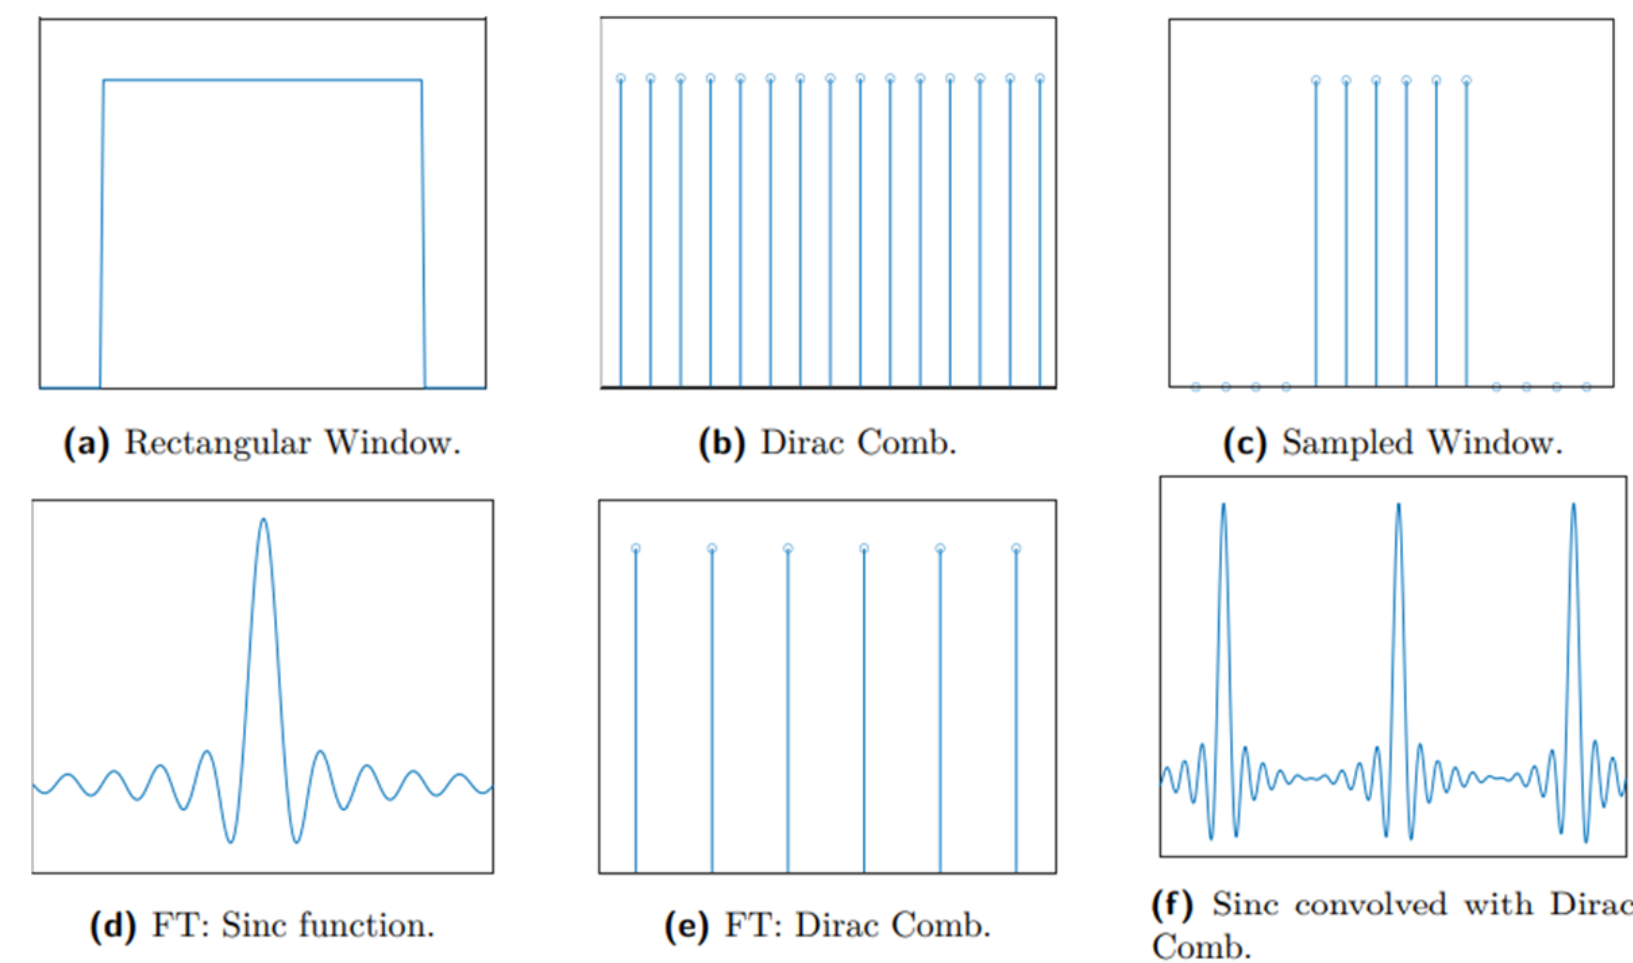 (a) Rectangular Window.
(b) Dirac Comb.
(c) Sampled Window.
(d) FT: Sinc function.
(e) FT: Dirac Comb.
(f) Sinc convolved with Dirac
Comb.